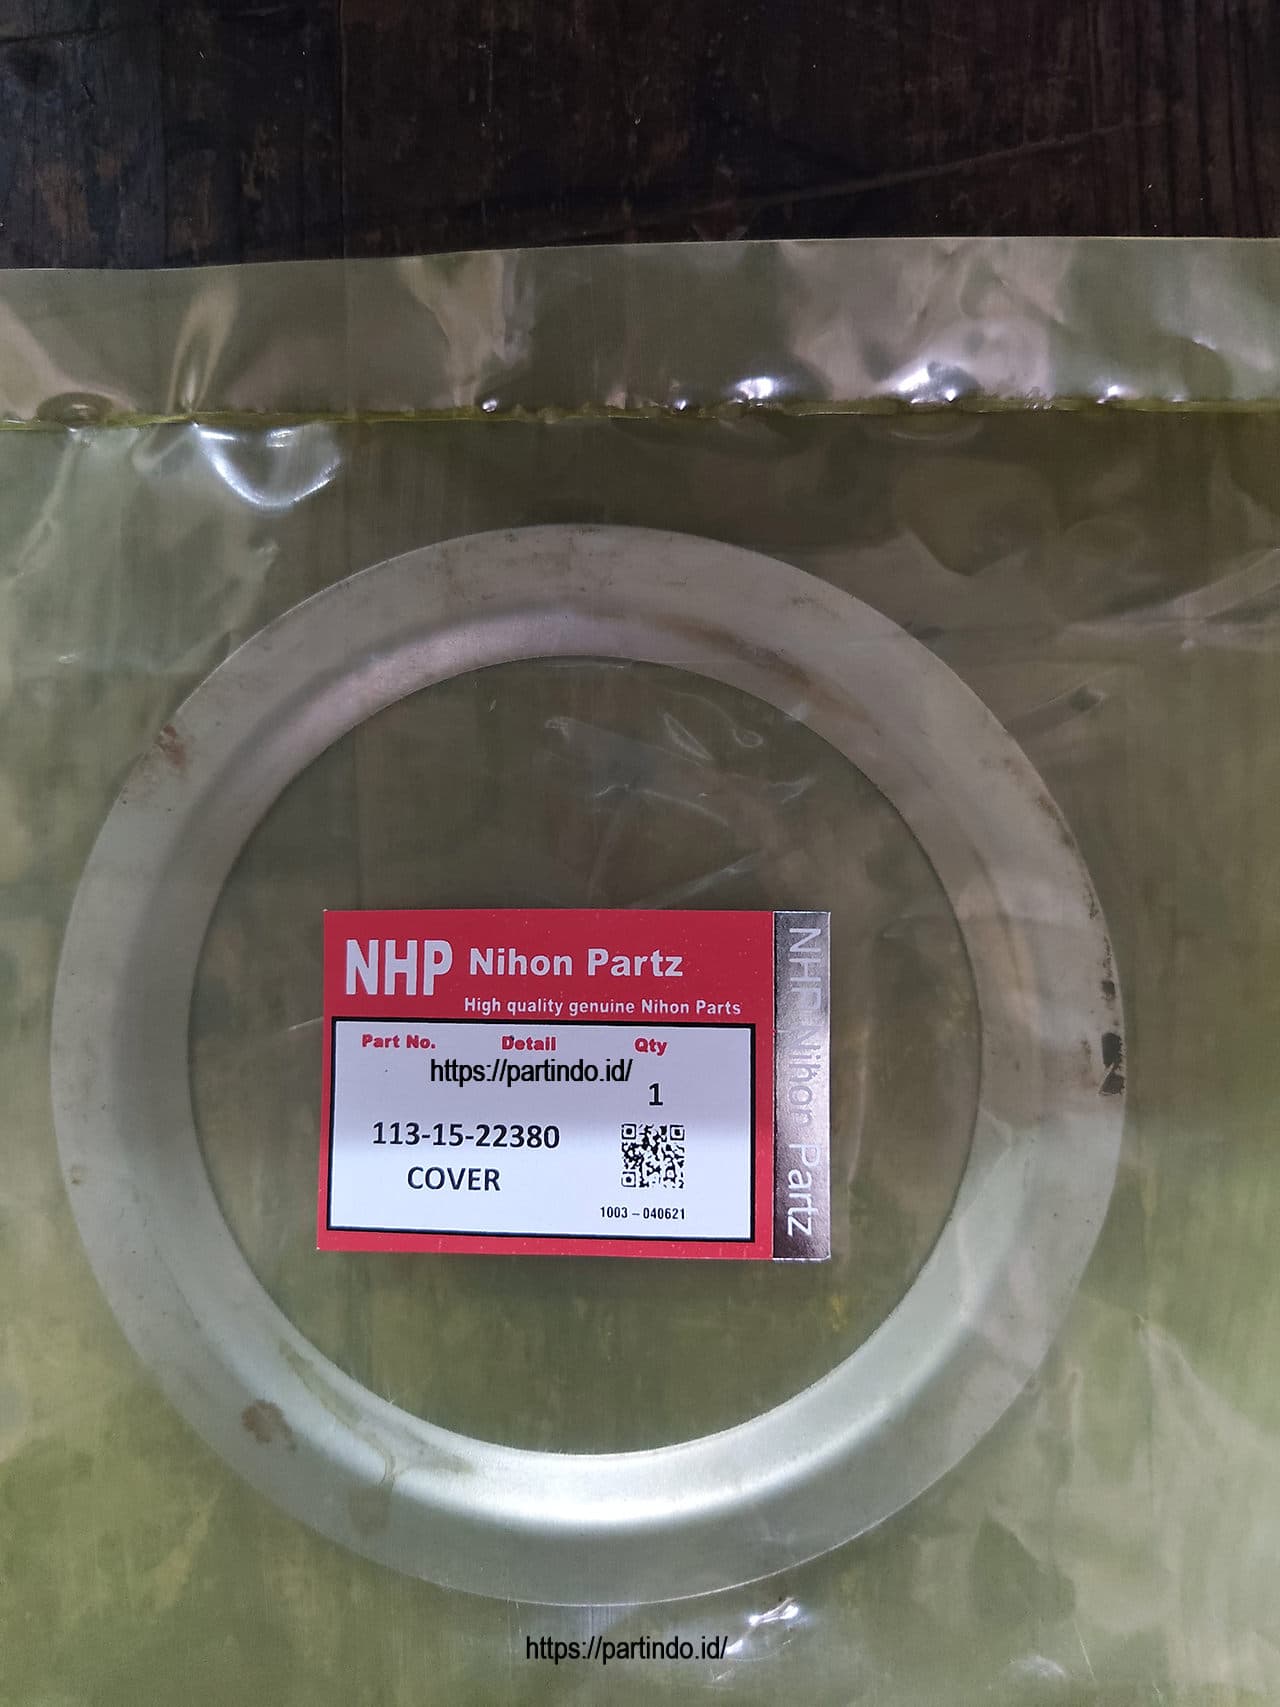 NHP Nihon Partz
High quality genuine Nihon Parts
Part No. Detail Qty
https://partindo.id/
1
113-15-22380
COVER
1003 – 040621
NHP Nihon Partz
https://partindo.id/